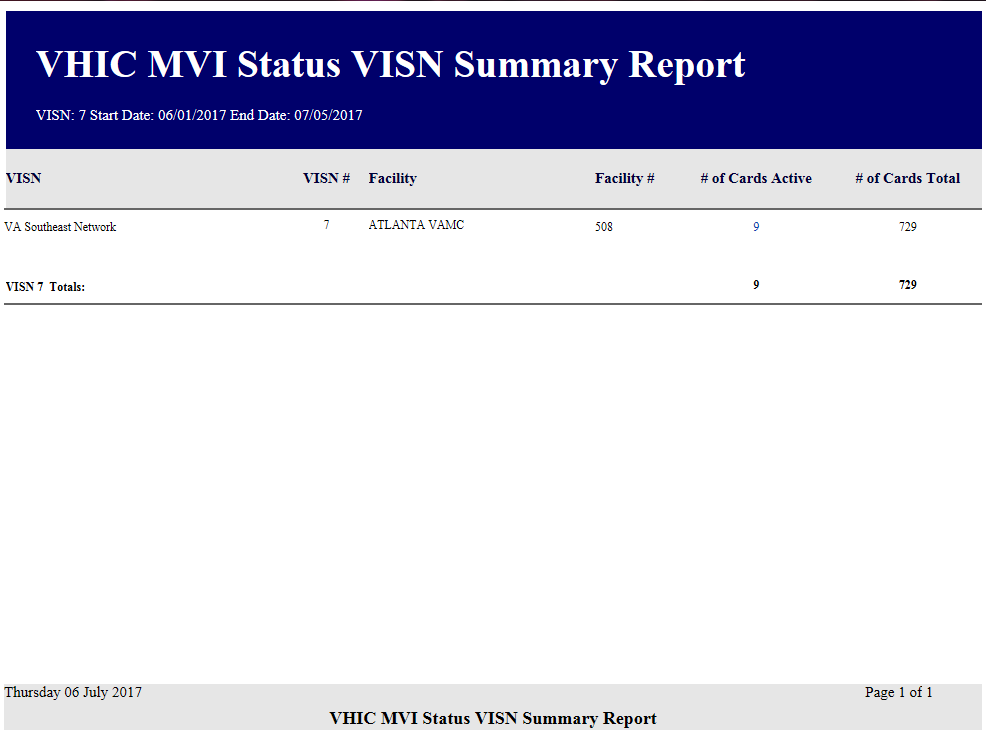 VHIC MVI Status VISN Summary Report
VISN: 7 Start Date: 06/01/2017 End Date: 07/05/2017
VISN VISN # Facility Facility # # of Cards Active # of Cards Total
VA Southeast Network 7 ATLANTA VAMC 508 9 729
VISN 7 Totals: 9 729
Thursday 06 July 2017 Page 1 of 1
VHIC MVI Status VISN Summary Report